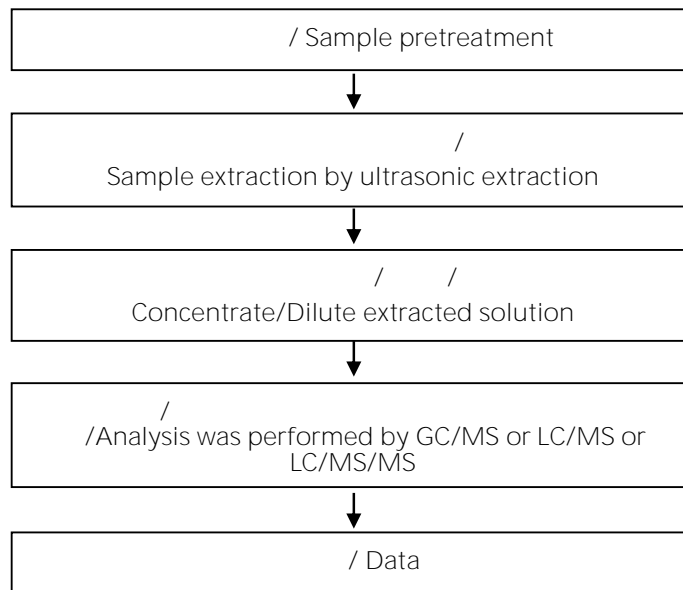 / Sample pretreatment
/
Sample extraction by ultrasonic extraction
/ /
Concentrate/Dilute extracted solution
/
/Analysis was performed by GC/MS or LC/MS or
LC/MS/MS
/ Data